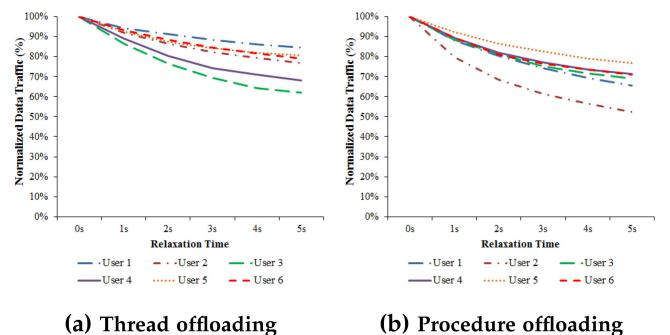 Normalized Data Traffic (%)
100%
90%
80%
70%
60%
50%
40%
30%
20%
10%
0%
0s 1s 2s 3s 4s 5s
Relaxation Time
User 1 User 2 User 3
User 4 User 5 User 6
(a) Thread offloading
Normalized Data Traffic (%)
100%
90%
80%
70%
60%
50%
40%
30%
20%
10%
0%
0s 1s 2s 3s 4s 5s
Relaxation Time
User 1 User 2 User 3
User 4 User 5 User 6
(b) Procedure offloading